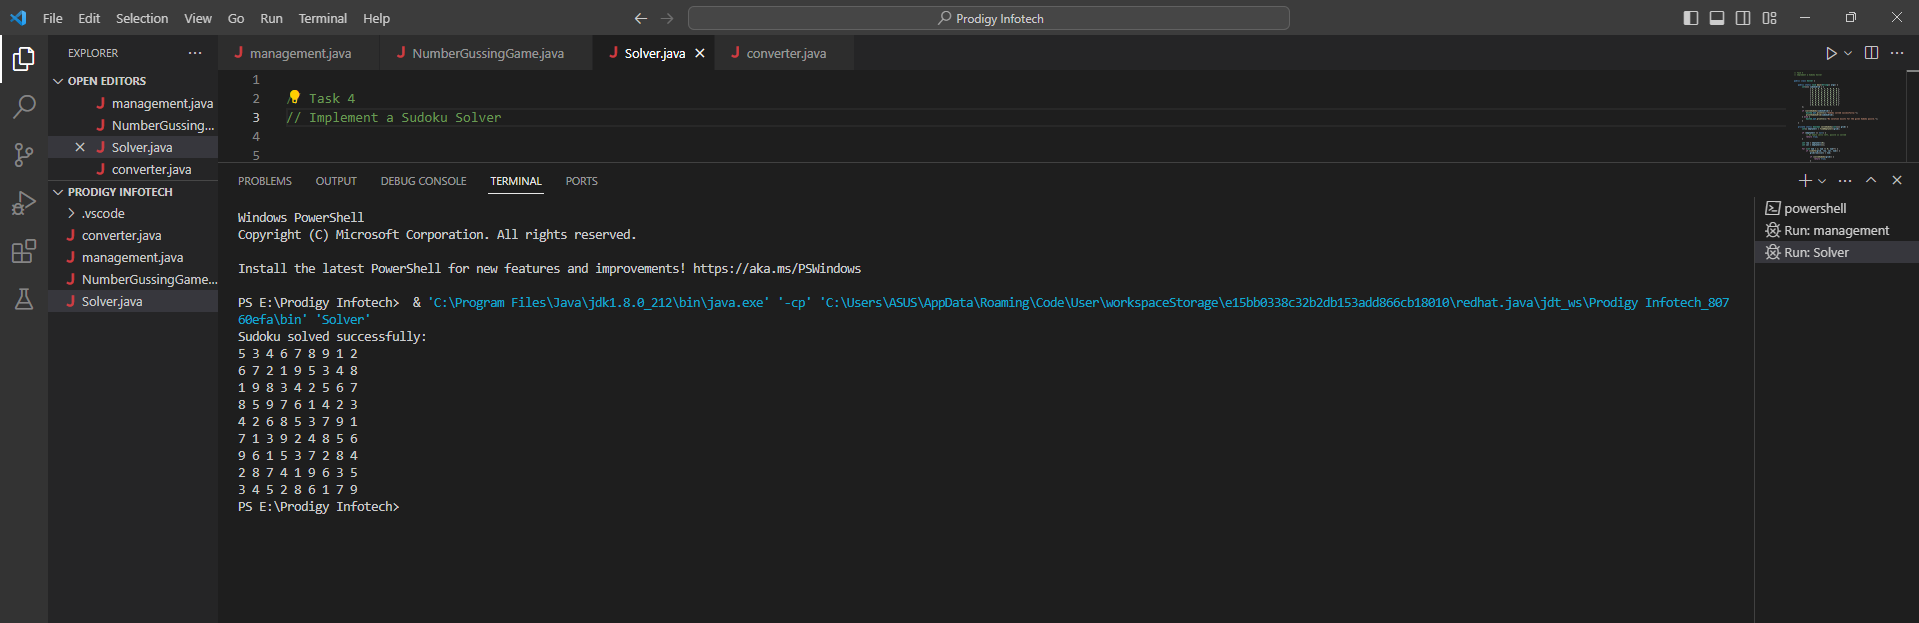 File Edit Selection View Go Run Terminal Help
Prodigy Infotech
EXPLORER
OPEN EDITORS
management.java
NumberGussing...
Solver.java
converter.java
PRODIGY INFOTECH
.vscode
converter.java
management.java
NumberGussingGame...
Solver.java
management.java NumberGussingGame.java Solver.java converter.java
1
2 / Task 4
3 // Implement a Sudoku Solver
4
5
PROBLEMS OUTPUT DEBUG CONSOLE TERMINAL PORTS
Windows PowerShell
Copyright (C) Microsoft Corporation. All rights reserved.
Install the latest PowerShell for new features and improvements! https://aka.ms/PSWindows
PS E:\Prodigy Infotech> & 'C:\Program Files\Java\jdk1.8.0_212\bin\java.exe' '-cp' 'C:\Users\ASUS\AppData\Roaming\Code\User\workspaceStorage\e15bb0338c32b2db153add866cb18010\redhat.java\jdt_ws\Prodigy Infotech_807
60efa\bin' 'Solver'
Sudoku solved successfully:
5 3 4 6 7 8 9 1 2
6 7 2 1 9 5 3 4 8
1 9 8 3 4 2 5 6 7
8 5 9 7 6 1 4 2 3
4 2 6 8 5 3 7 9 1
7 1 3 9 2 4 8 5 6
9 6 1 5 3 7 2 8 4
2 8 7 4 1 9 6 3 5
3 4 5 2 8 6 1 7 9
PS E:\Prodigy Infotech>
powershell
Run: management
Run: Solver